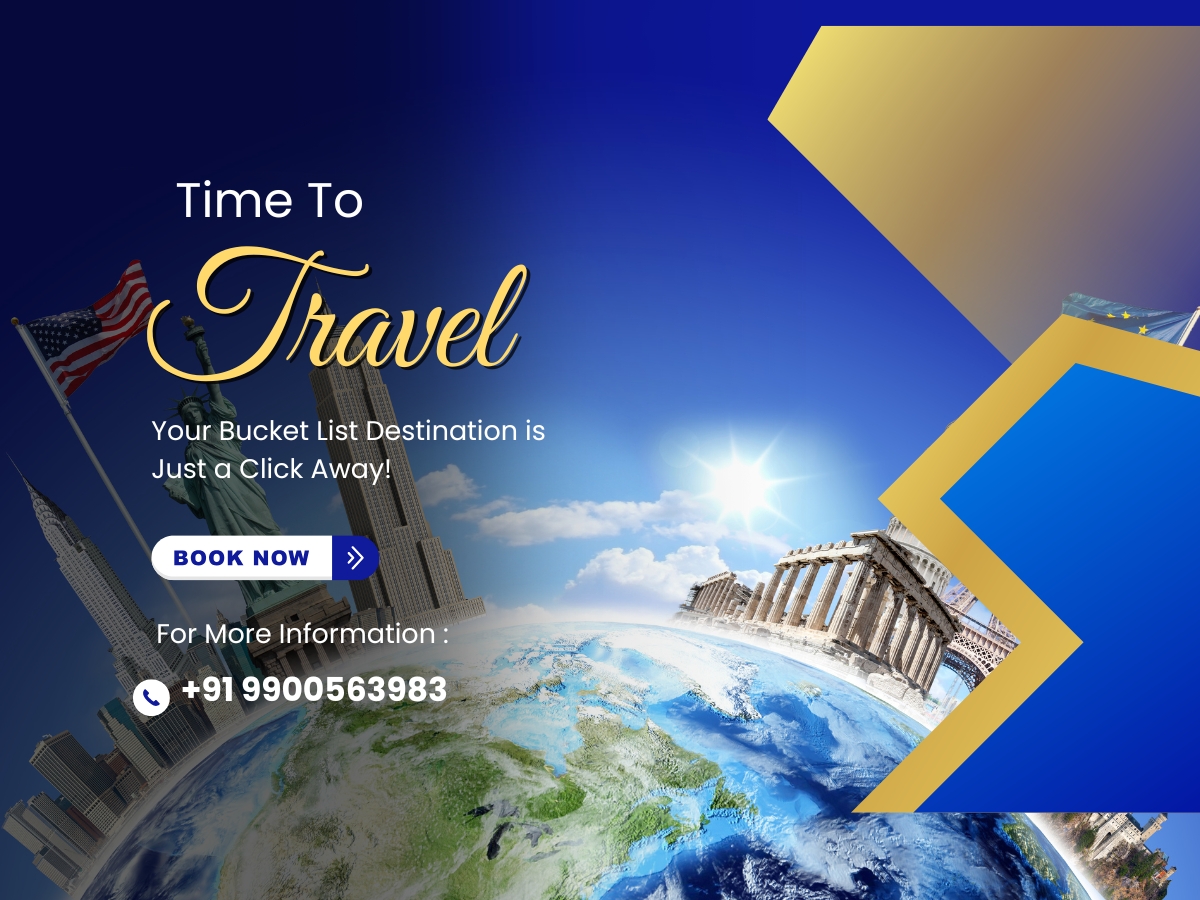 Time To
Travel
Your Bucket List Destination is
Just a Click Away!
BOOK NOW
For More Information :
+91 9900563983